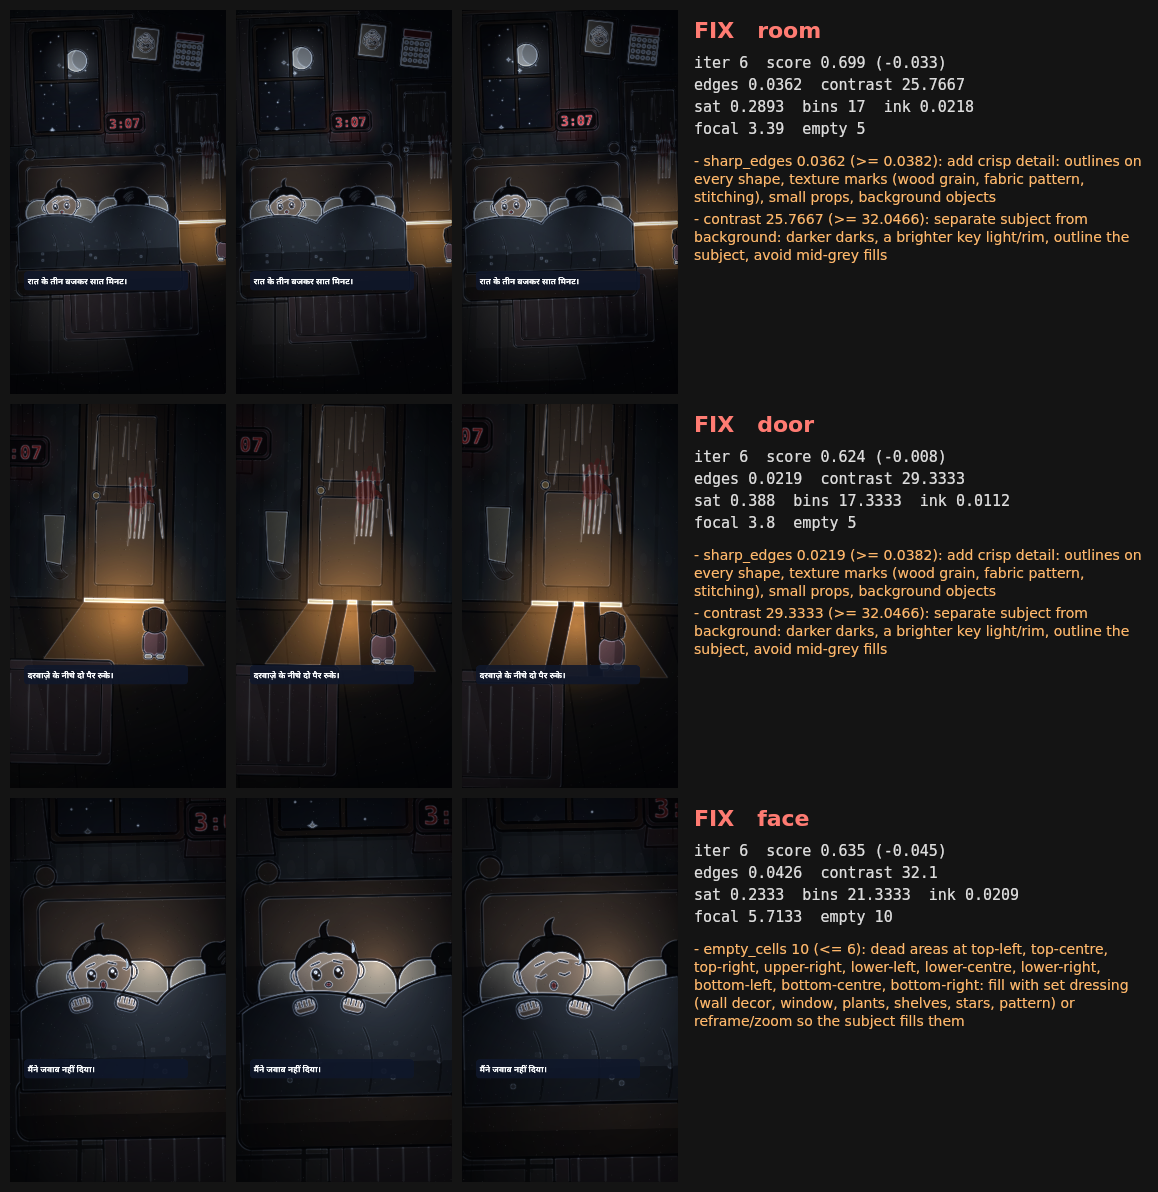 3:07
3:07
3:07
रात के तीन बजकर सात मिनट।
रात के तीन बजकर सात मिनट।
रात के तीन बजकर सात मिनट।
FIX room
iter 6 score 0.699 (-0.033)
edges 0.0362 contrast 25.7667
sat 0.2893 bins 17 ink 0.0218
focal 3.39 empty 5
- sharp_edges 0.0362 (>= 0.0382): add crisp detail: outlines on
every shape, texture marks (wood grain, fabric pattern,
stitching), small props, background objects
- contrast 25.7667 (>= 32.0466): separate subject from
background: darker darks, a brighter key light/rim, outline the
subject, avoid mid-grey fills
:07
07
07
दरवाज़े के नीचे दो पैर रुके।
दरवाज़े के नीचे दो पैर रुके।
दरवाज़े के नीचे दो पैर रुके।
FIX door
iter 6 score 0.624 (-0.008)
edges 0.0219 contrast 29.3333
sat 0.388 bins 17.3333 ink 0.0112
focal 3.8 empty 5
- sharp_edges 0.0219 (>= 0.0382): add crisp detail: outlines on
every shape, texture marks (wood grain, fabric pattern,
stitching), small props, background objects
- contrast 29.3333 (>= 32.0466): separate subject from
background: darker darks, a brighter key light/rim, outline the
subject, avoid mid-grey fills
3:
3:
3:
मैंने जवाब नहीं दिया।
मैंने जवाब नहीं दिया।
मैंने जवाब नहीं दिया।
FIX face
iter 6 score 0.635 (-0.045)
edges 0.0426 contrast 32.1
sat 0.2333 bins 21.3333 ink 0.0209
focal 5.7133 empty 10
- empty_cells 10 (<= 6): dead areas at top-left, top-centre,
top-right, upper-right, lower-left, lower-centre, lower-right,
bottom-left, bottom-centre, bottom-right: fill with set dressing
(wall decor, window, plants, shelves, stars, pattern) or
reframe/zoom so the subject fills them